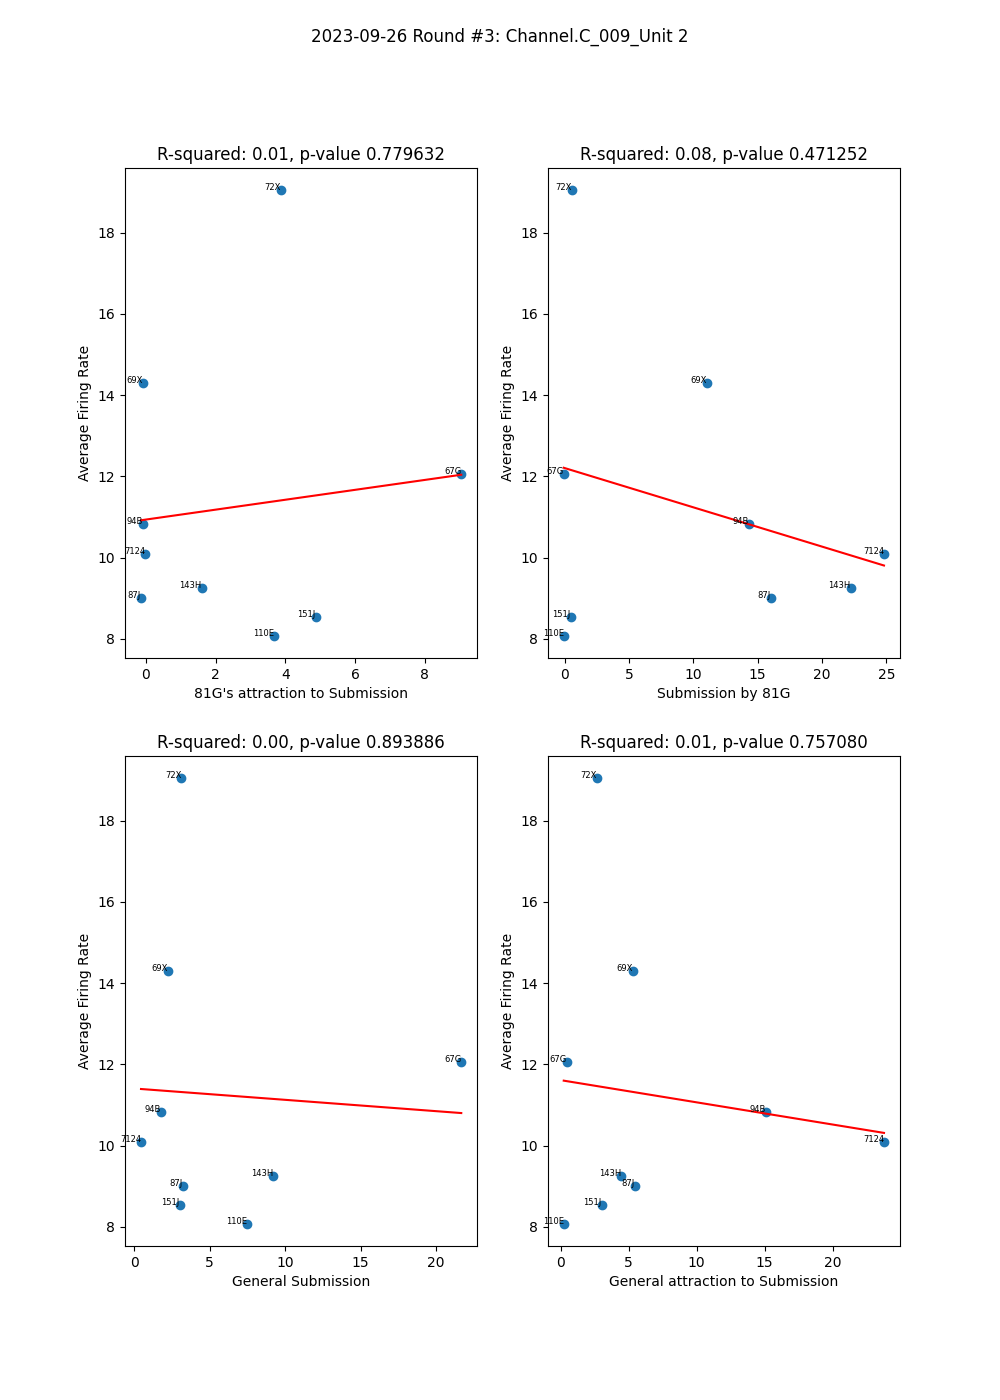 2023-09-26 Round #3: Channel.C_009_Unit 2
R-squared: 0.01, p-value 0.779632
72X
18
16
69X
14
Average Firing Rate
67G
12
94B
7124
10
143H
87J
151J
110E
8
0 2 4 6 8
81G's attraction to Submission
R-squared: 0.08, p-value 0.471252
72X
18
16
69X
14
Average Firing Rate
67G
12
94B
7124
10
143H
87J
151J
110E
8
0 5 10 15 20 25
Submission by 81G
R-squared: 0.00, p-value 0.893886
72X
18
16
69X
14
Average Firing Rate
67G
12
94B
7124
10
143H
87J
151J
110E
8
0 5 10 15 20
General Submission
R-squared: 0.01, p-value 0.757080
72X
18
16
69X
14
Average Firing Rate
67G
12
94B
7124
10
143H
87J
151J
110E
8
0 5 10 15 20
General attraction to Submission